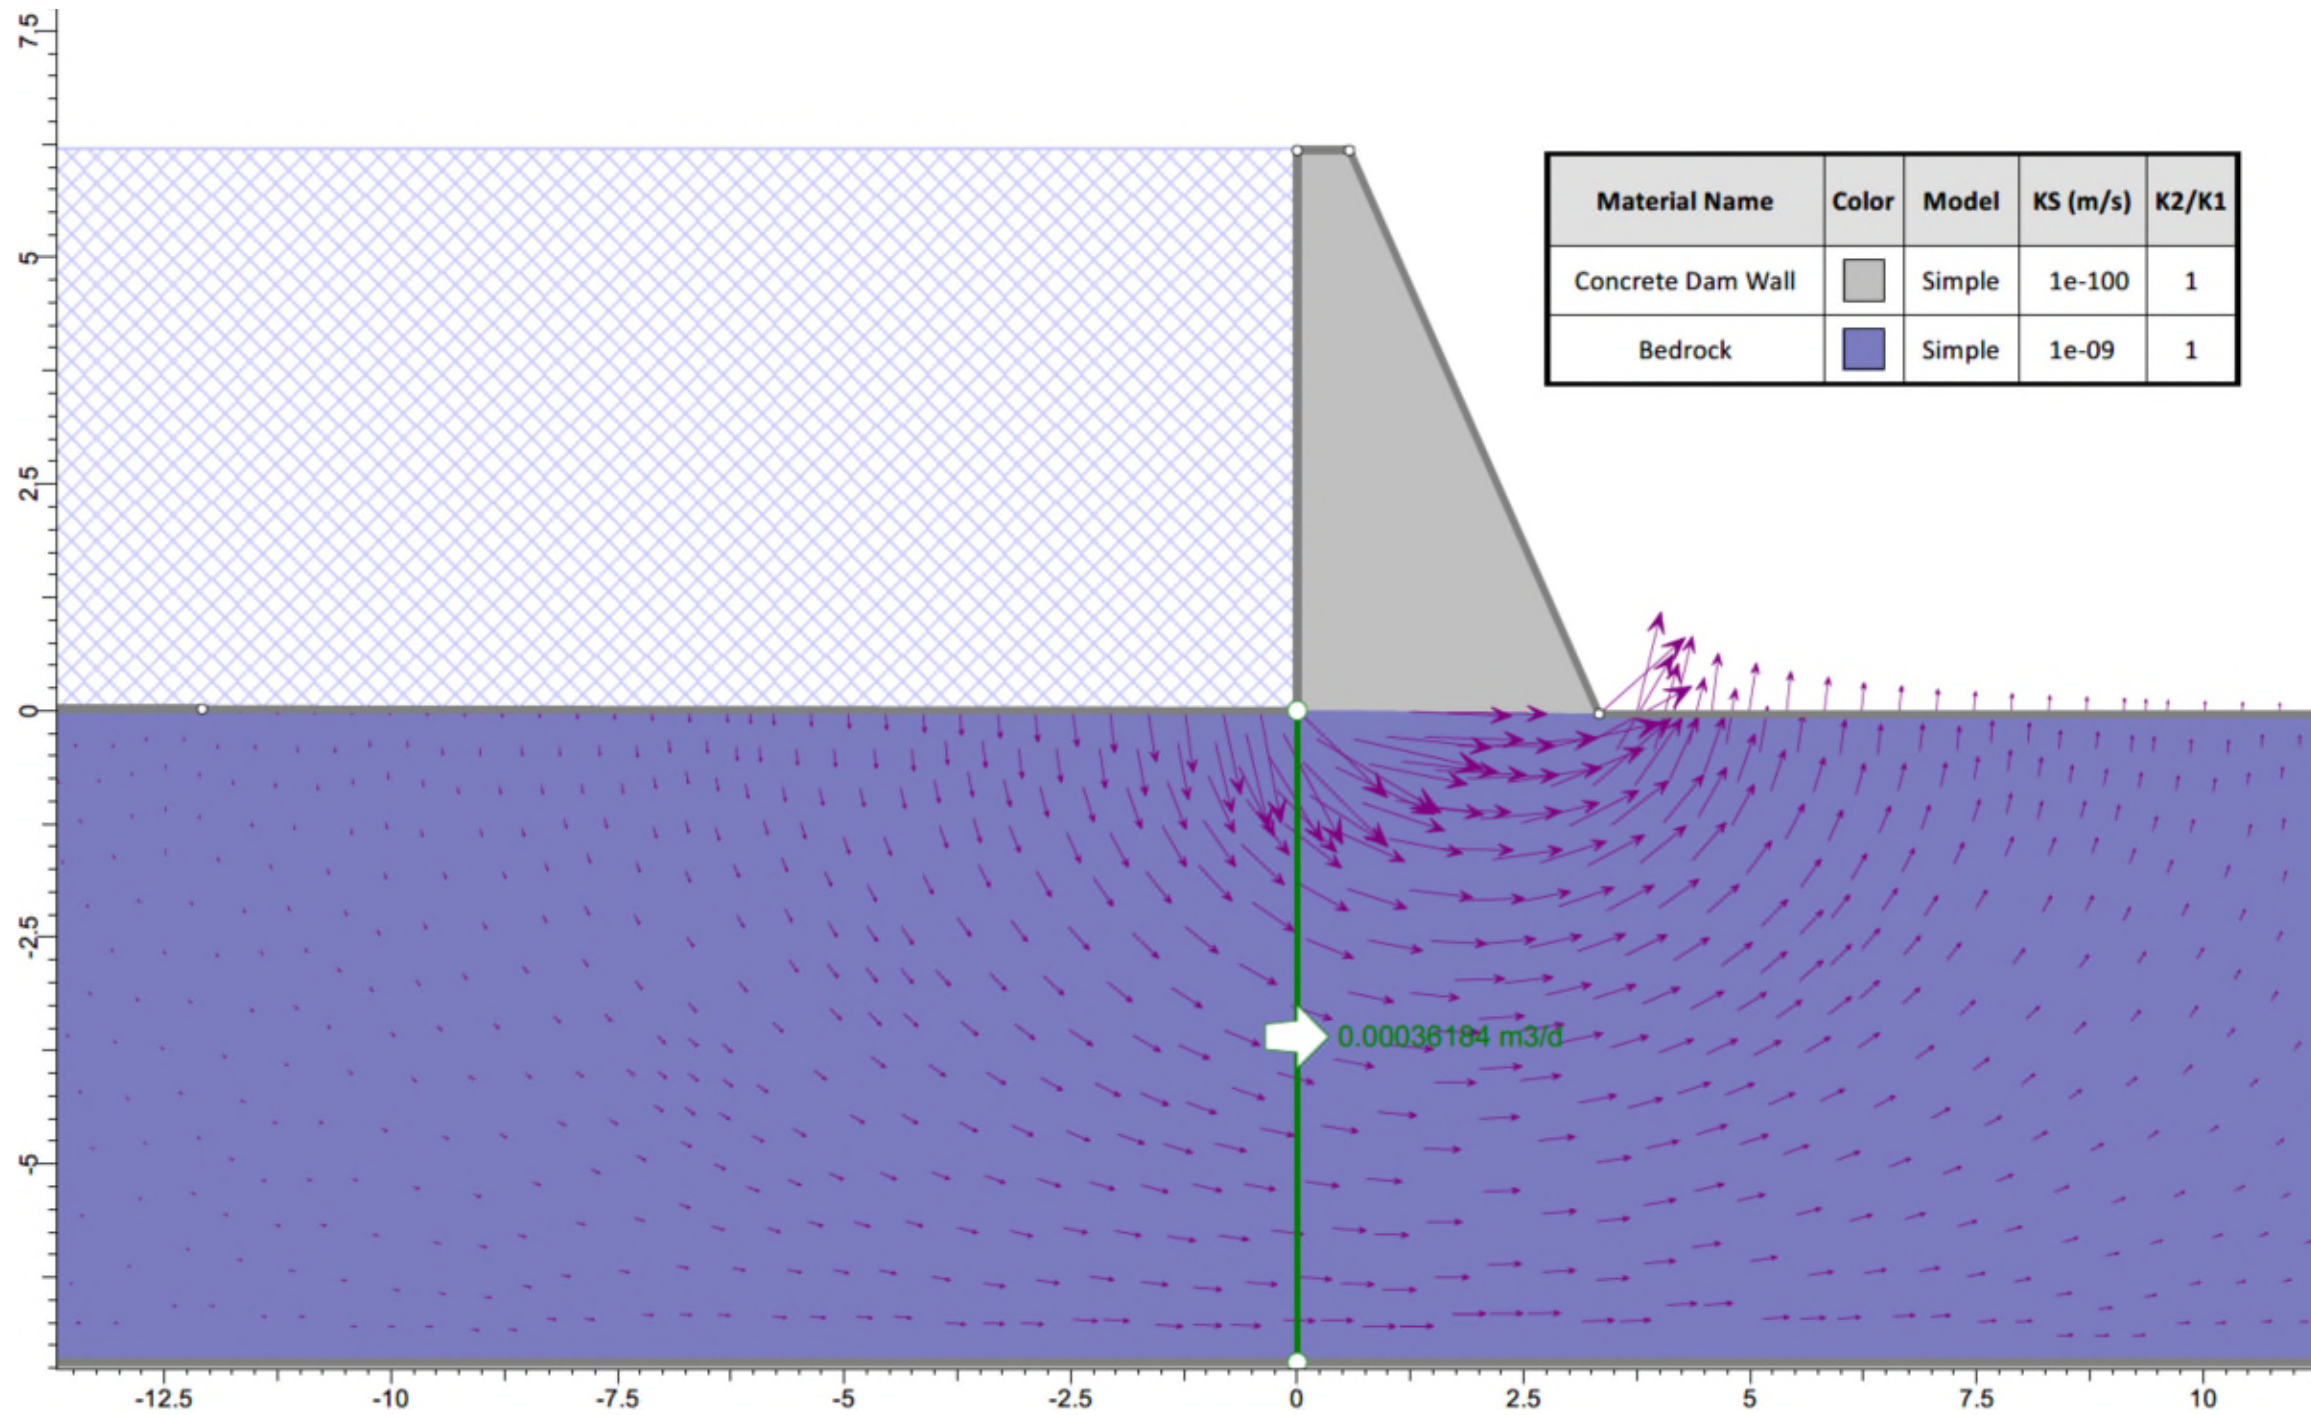 7.5
5
2.5
0
-2.5
-5
Material Name Color Model KS (m/s) K2/K1
Concrete Dam Wall Simple 1e-100 1
Bedrock Simple 1e-09 1
0.00036184 m3/d
-12.5 -10 -7.5 -5 -2.5 0 2.5 5 7.5 10